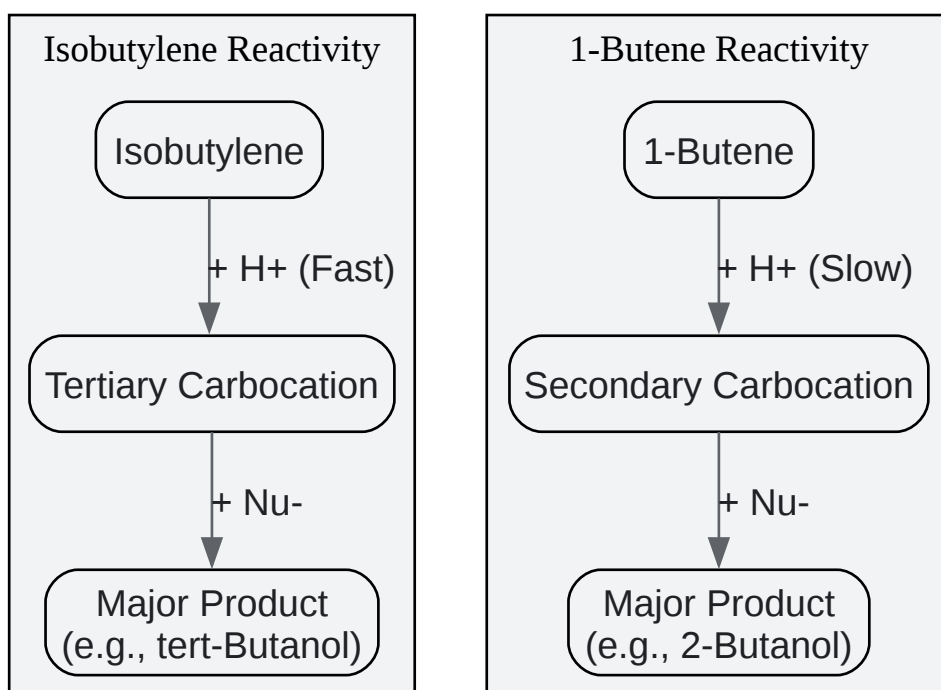 Isobutylene Reactivity
Isobutylene
+ H+ (Fast)
Tertiary Carbocation
+ Nu-
Major Product
(e.g., tert-Butanol)
1-Butene Reactivity
1-Butene
+ H+ (Slow)
Secondary Carbocation
+ Nu-
Major Product
(e.g., 2-Butanol)